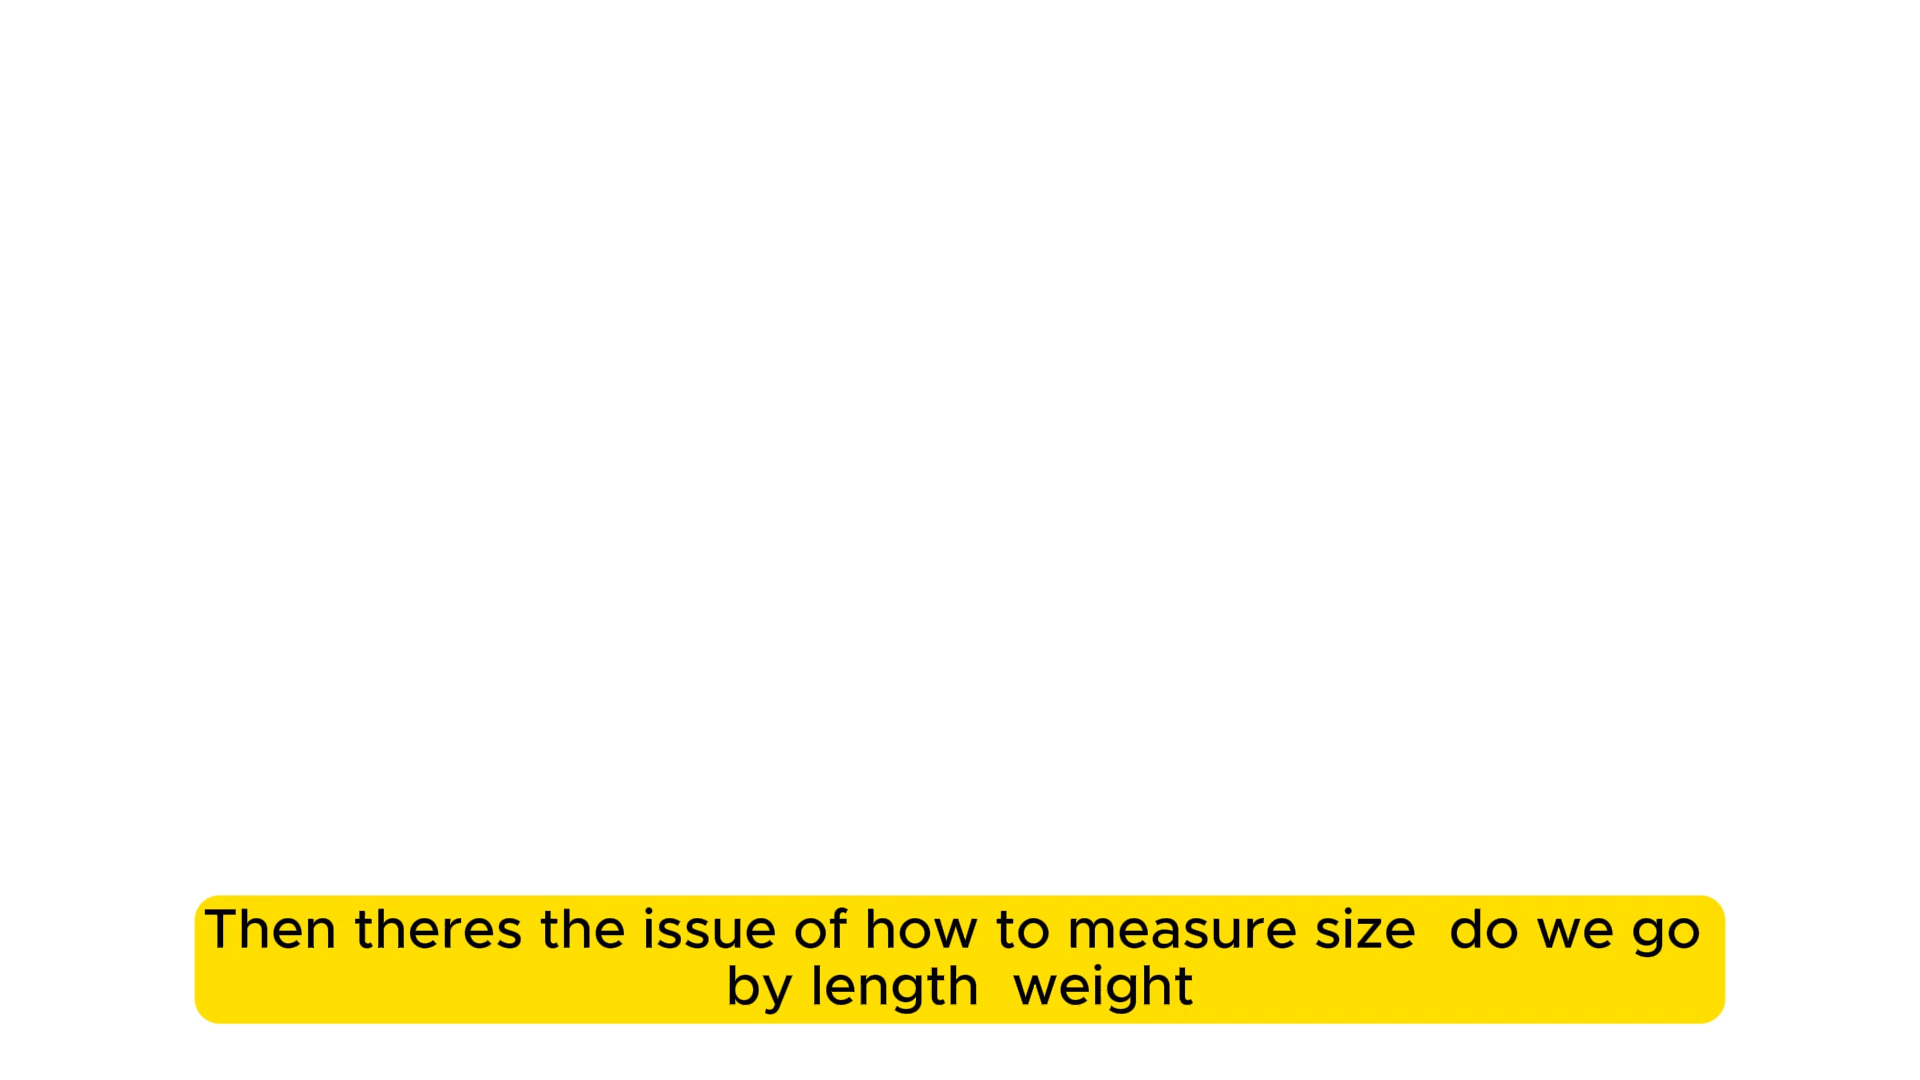 Then theres the issue of how to measure size  do we go
by length  weight